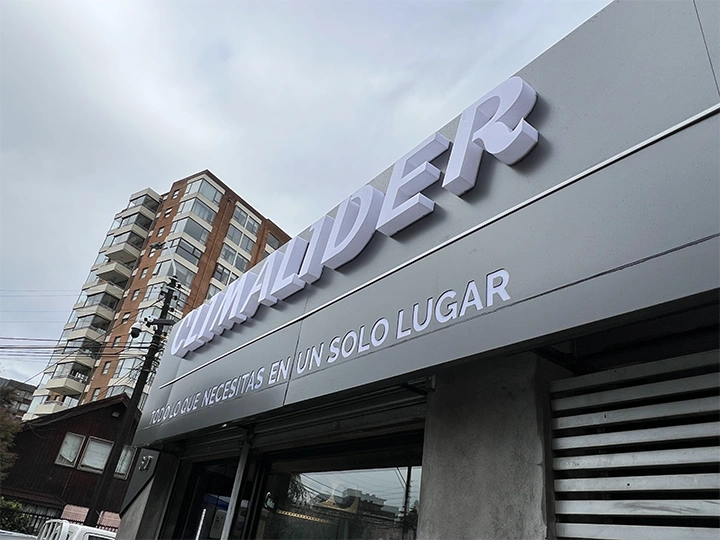 CLIMALIDER
TODO LO QUE NECESITAS EN UN SOLO LUGAR